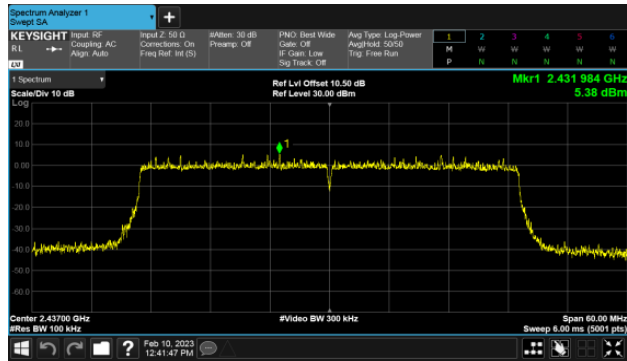 Spectrum Analyzer 1
Swept SA
+
KEYSIGHT Input: RF Input Z: 50 Ω #Atten: 30 dB PNO: Best Wide Avg Type: Log-Power 1 2 3 4 5 6
RL Coupling: AC Corrections: On Preamp: Off Gate: Off Avg|Hold: 50/50 M W W W W W
Align: Auto Freq Ref: Int (S) IF Gain: Low Trig: Free Run P N N N N N
Sig Track: Off
LXI
1 Spectrum Ref Lvl Offset 10.50 dB Mkr1 2.431 984 GHz
Scale/Div 10 dB Ref Level 30.00 dBm 5.38 dBm
Log
20.0
10.0
1
0.00
-10.0
-20.0
-30.0
-40.0
-50.0
-60.0
Center 2.43700 GHz #Video BW 300 kHz Span 60.00 MHz
#Res BW 100 kHz Sweep 6.00 ms (5001 pts)
? Feb 10, 2023
12:41:47 PM